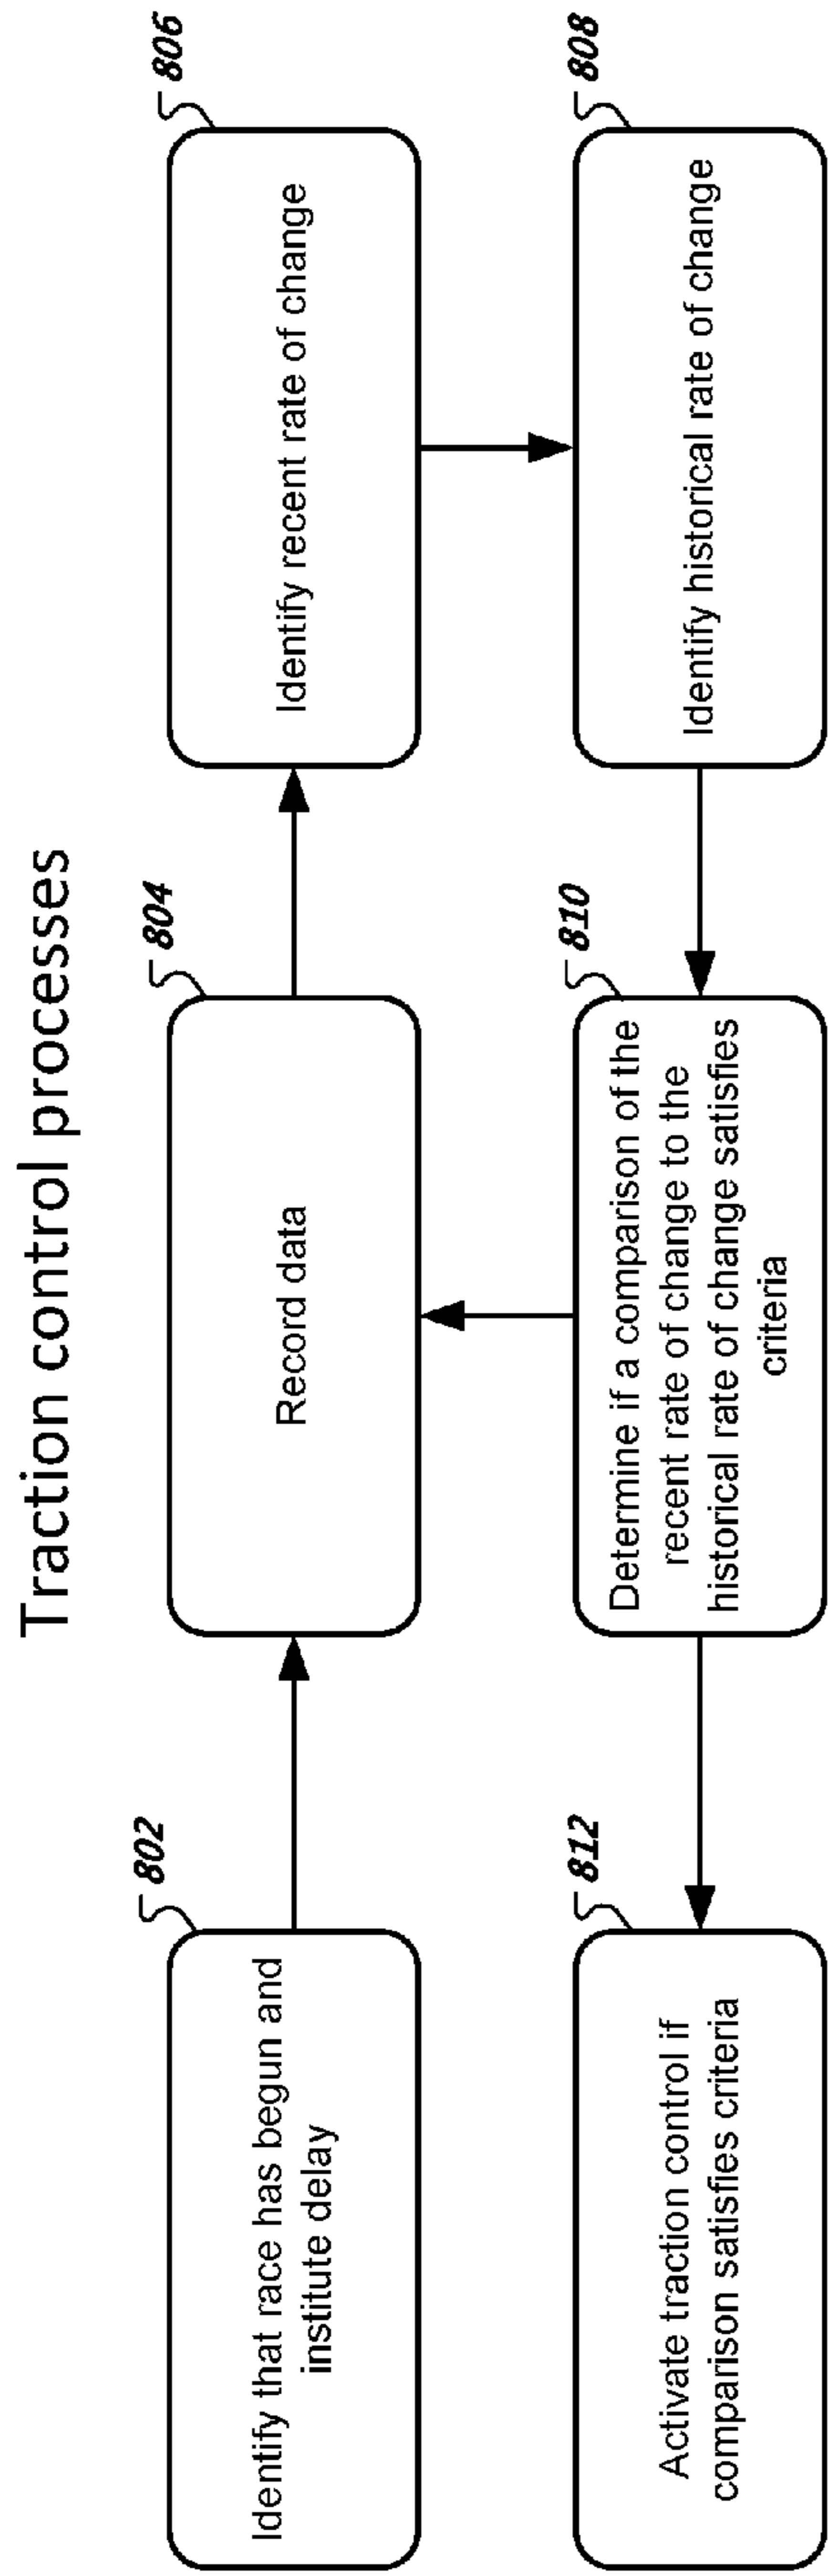 Traction control processes
802
Identify that race has begun and
institute delay
804
Record data
806
Identify recent rate of change
808
Identify historical rate of change
810
Determine if a comparison of the
recent rate of change to the
historical rate of change satisfies
criteria
812
Activate traction control if
comparison satisfies criteria